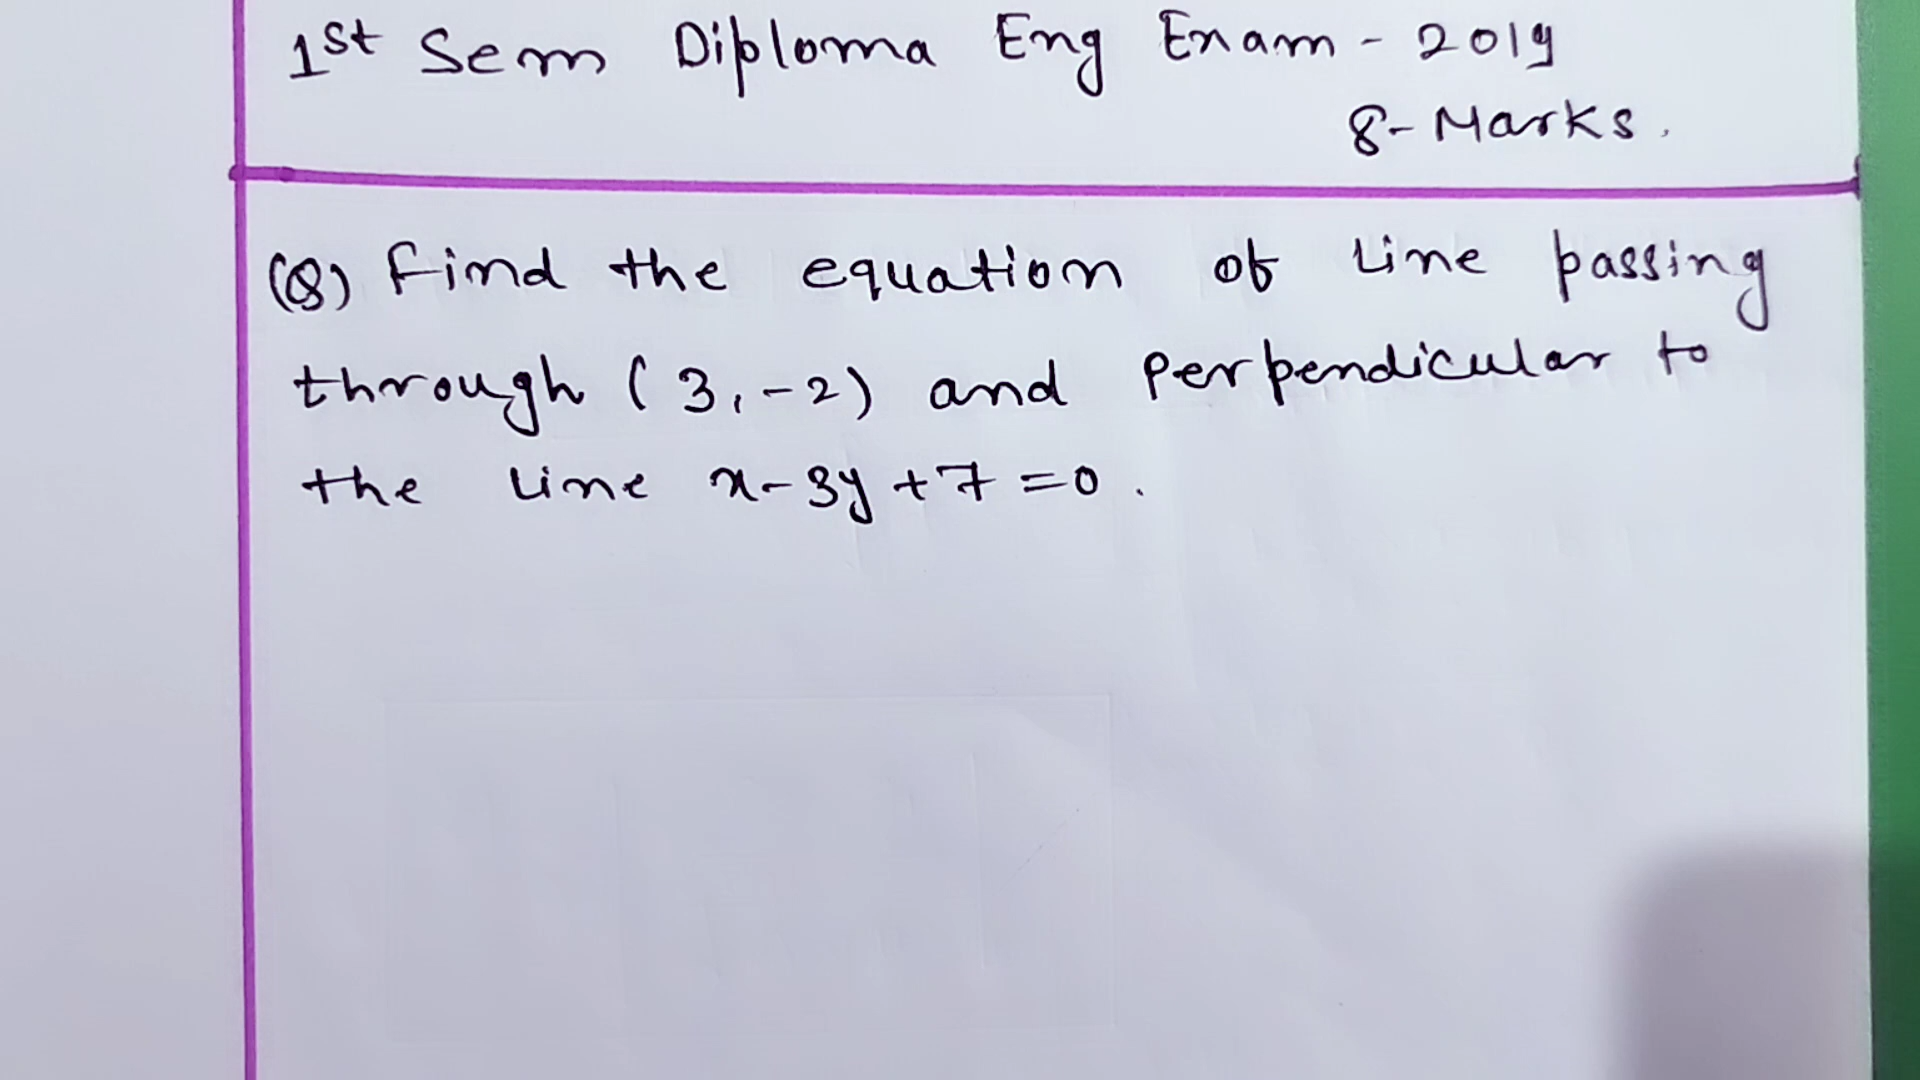 1st Sem Diploma Eng Exam - 2019
8- Marks.
(Q) Find the equation of Line passing
through (3,-2) and Perpendicular to
the Line x-3y+7=0.